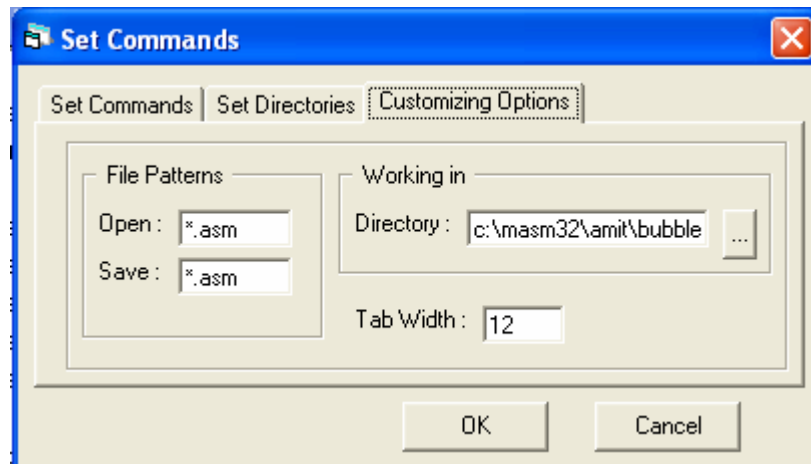 Set Commands
Set Commands Set Directories Customizing Options
File Patterns
Open : *.asm
Save : *.asm
Working in
Directory : c:\masm32\amit\bubble ...
Tab Width : 12
OK Cancel